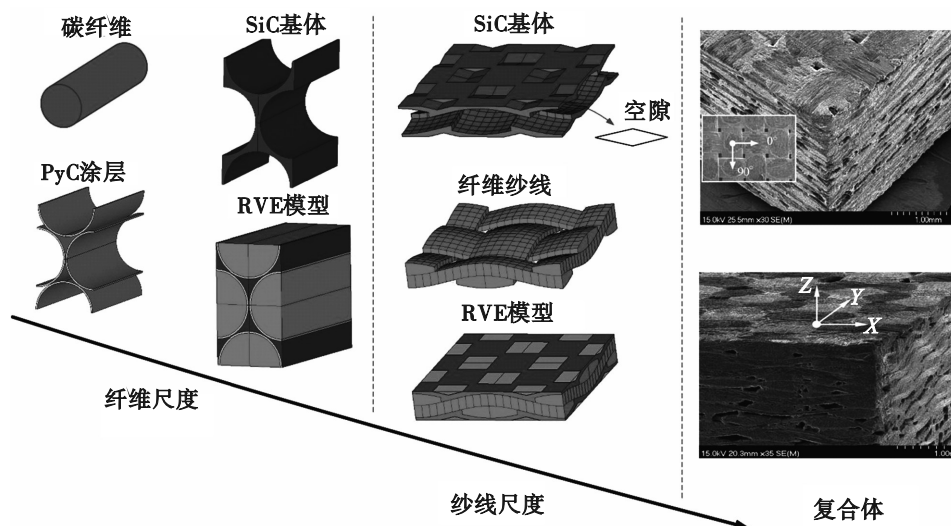 碳纤维
SiC基体
PyC涂层
RVE模型
纤维尺度
SiC基体
空隙
纤维纱线
RVE模型
纱线尺度
0°
90°
15.0kV 25.5mm x30 SE(M)
1.00mm
Z
Y
X
15.0kV 20.3mm x35 SE(M)
1.00m
复合体